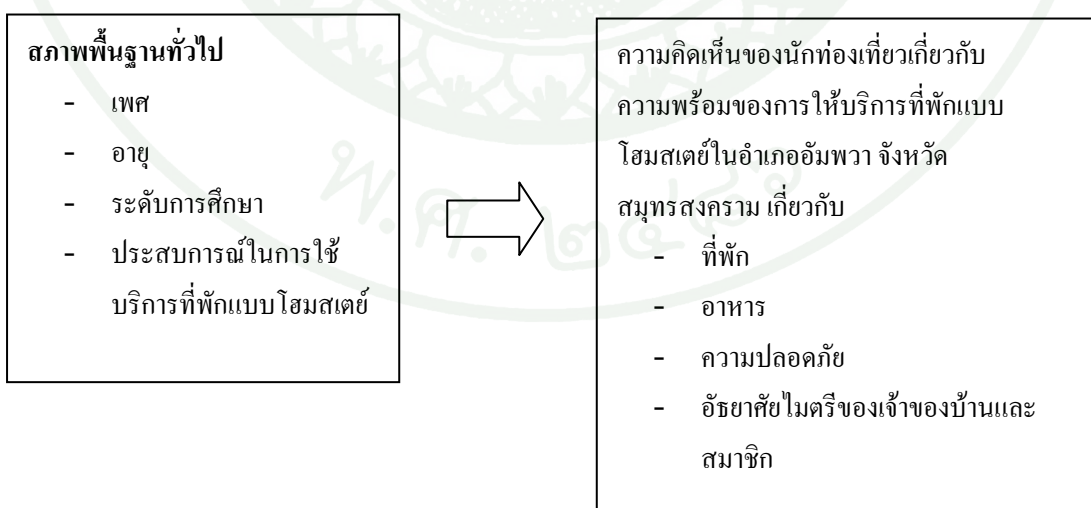 สภาพพื้นฐานทั่วไป
- เพศ
- อายุ
- ระดับการศึกษา
- ประสบการณ์ในการใช้
บริการที่พักแบบโฮมสเตย์
ความคิดเห็นของนักท่องเที่ยวเกี่ยวกับ
ความพร้อมของการให้บริการที่พักแบบ
โฮมสเตย์ในอำเภออัมพวา จังหวัด
สมุทรสงคราม เกี่ยวกับ
- ที่พัก
- อาหาร
- ความปลอดภัย
- อัธยาศัยไมตรีของเจ้าของบ้านและ
สมาชิก
พ.ศ. ๒๔๘๖